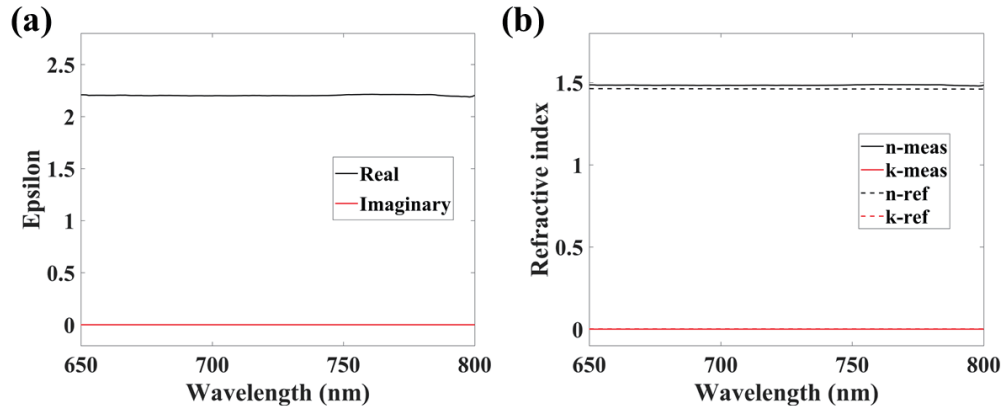 (a)
Epsilon
2.5
2
1.5
1
0.5
0
650
700
750
800
Wavelength (nm)
Real
Imaginary
(b)
Refractive index
1.5
1
0.5
0
650
700
750
800
Wavelength (nm)
n-meas
k-meas
n-ref
k-ref